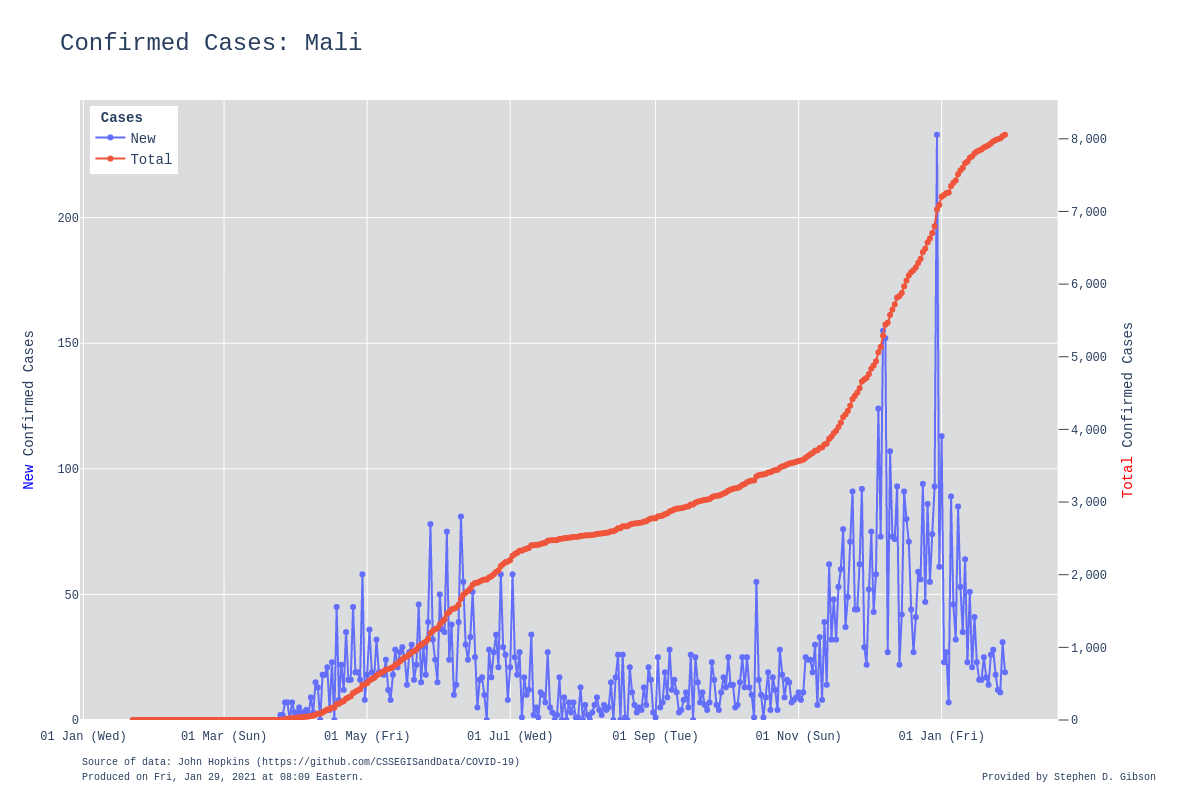 Confirmed Cases: Mali
Cases
New
Total
200
150
100
50
0
8,000
7,000
6,000
5,000
4,000
3,000
2,000
1,000
0
New Confirmed Cases
Total Confirmed Cases
01 Jan (Wed)
01 Mar (Sun)
01 May (Fri)
01 Jul (Wed)
01 Sep (Tue)
01 Nov (Sun)
01 Jan (Fri)
Source of data: John Hopkins (https://github.com/CSSEGISandData/COVID-19)
Produced on Fri, Jan 29, 2021 at 08:09 Eastern.
Provided by Stephen D. Gibson